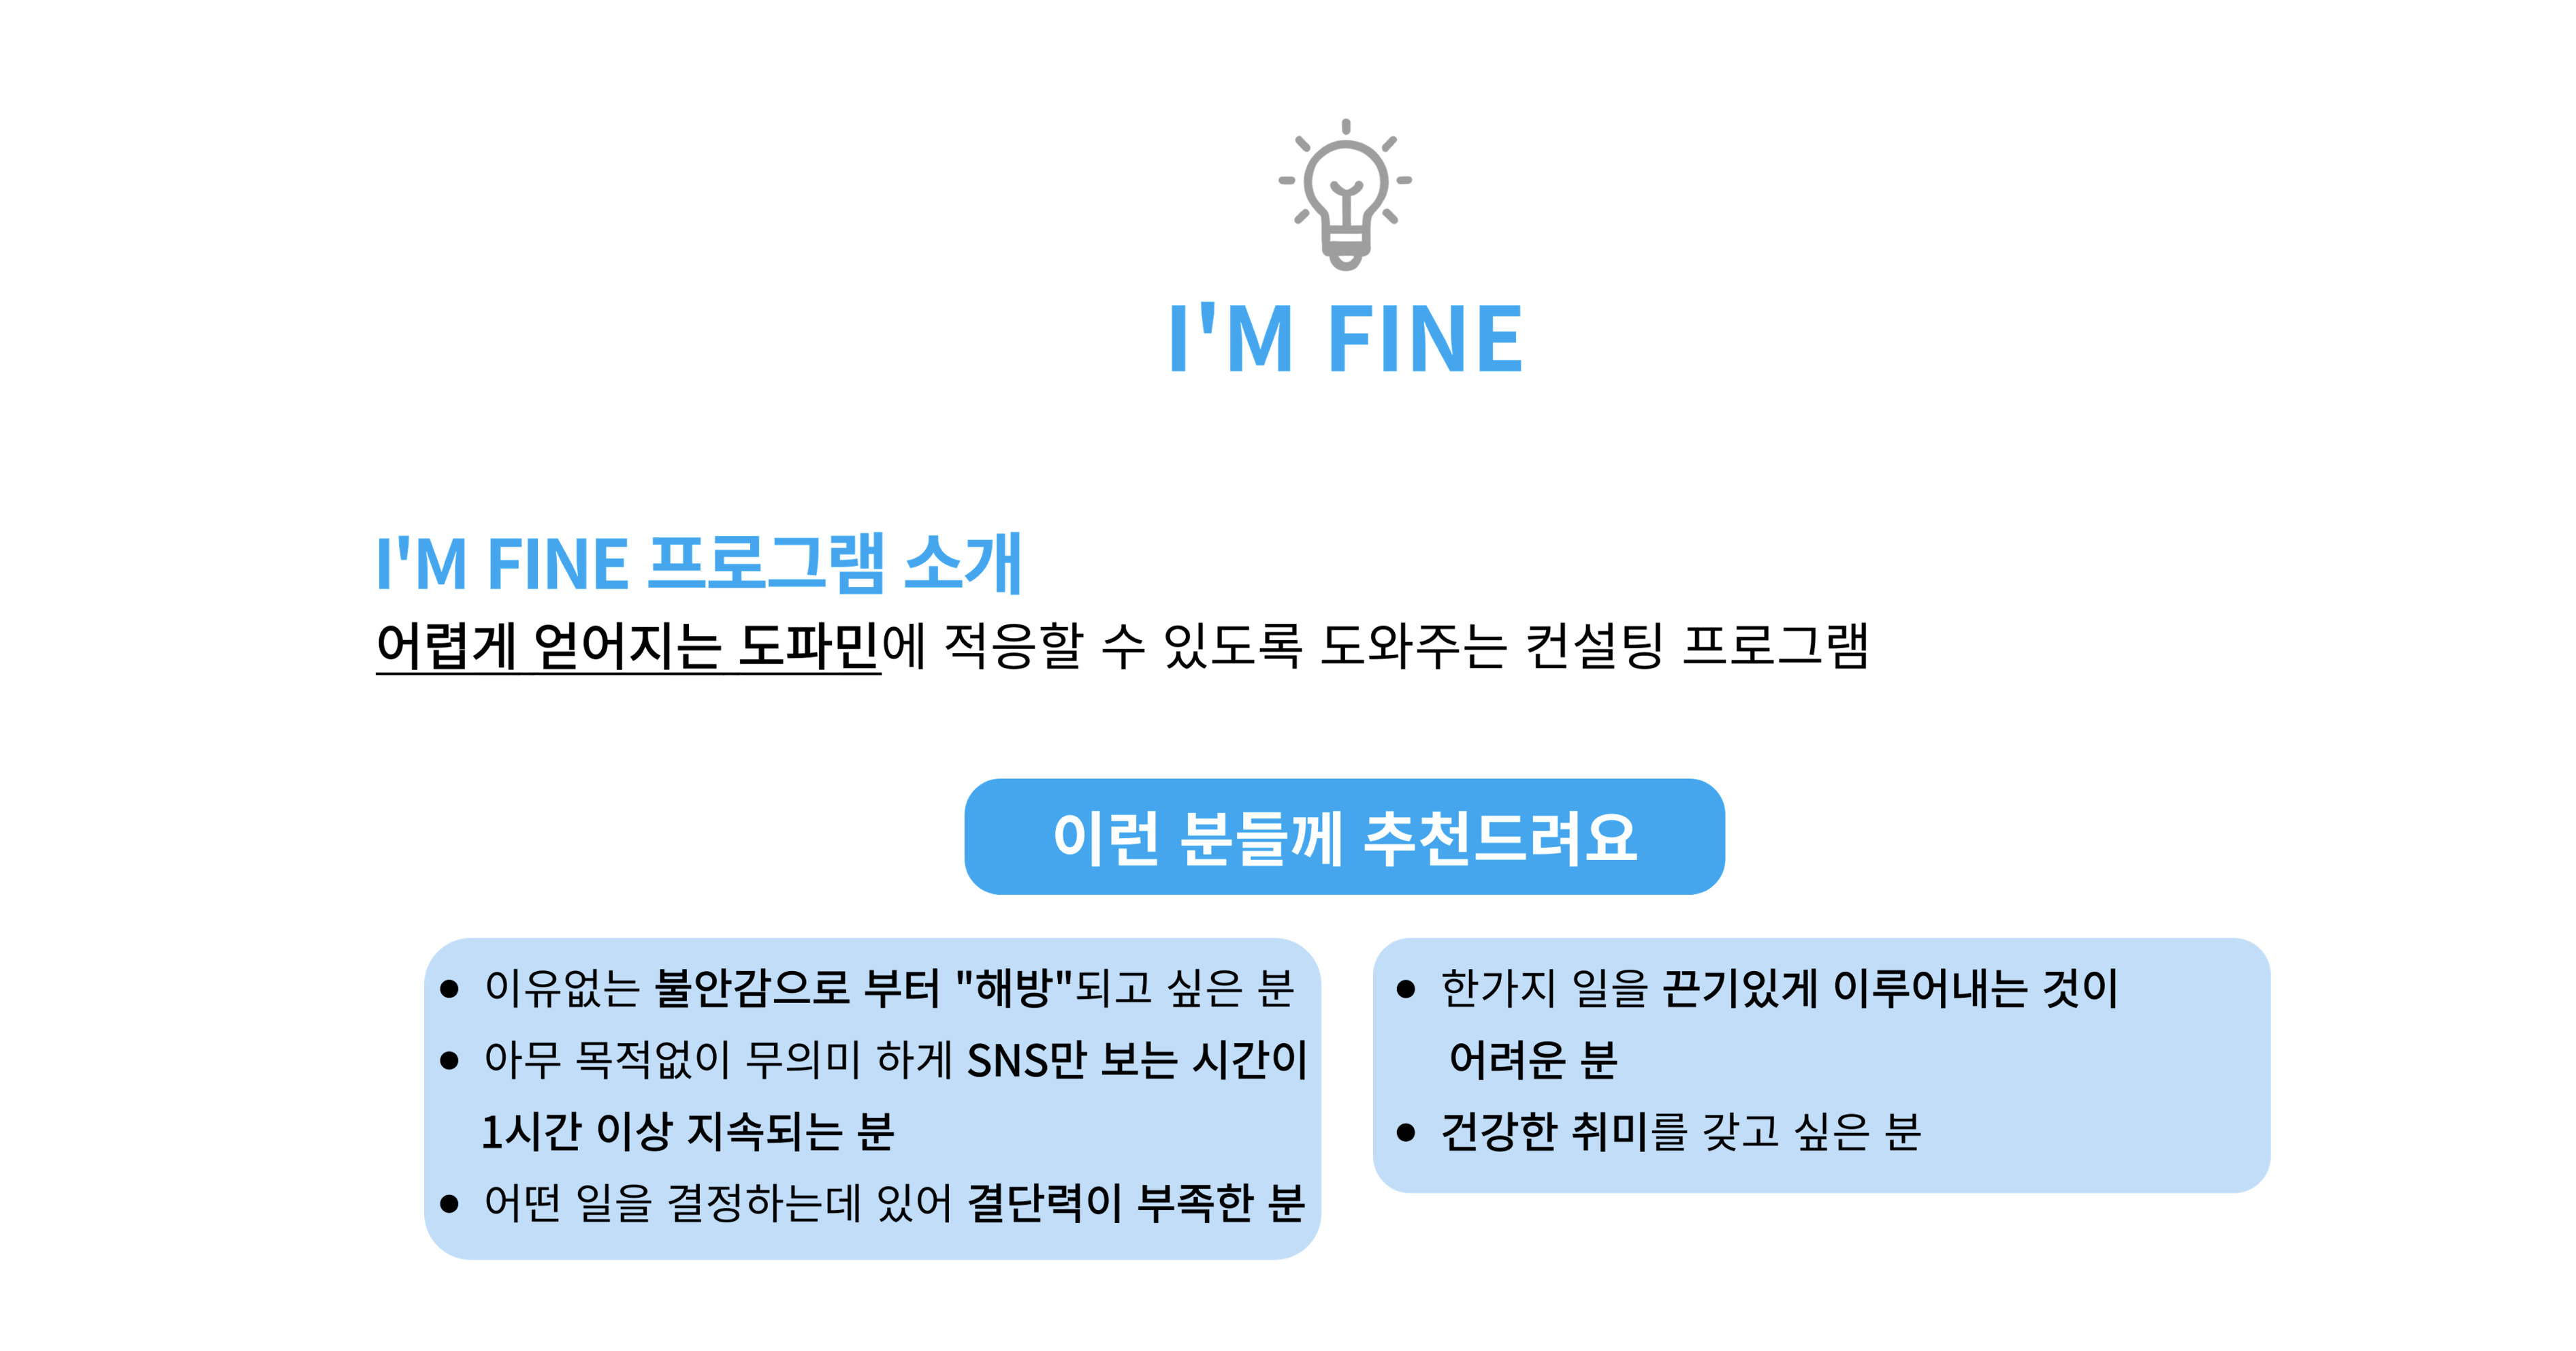 I'M FINE
I'M FINE 프로그램 소개
어렵게 얻어지는 도파민에 적응할 수 있도록 도와주는 컨설팅 프로그램
이런 분들께 추천드려요
• 이유없는 불안감으로 부터 "해방"되고 싶은 분
• 아무 목적없이 무의미 하게 SNS만 보는 시간이
1시간 이상 지속되는 분
• 어떤 일을 결정하는데 있어 결단력이 부족한 분
• 한가지 일을 끈기있게 이루어내는 것이
어려운 분
• 건강한 취미를 갖고 싶은 분